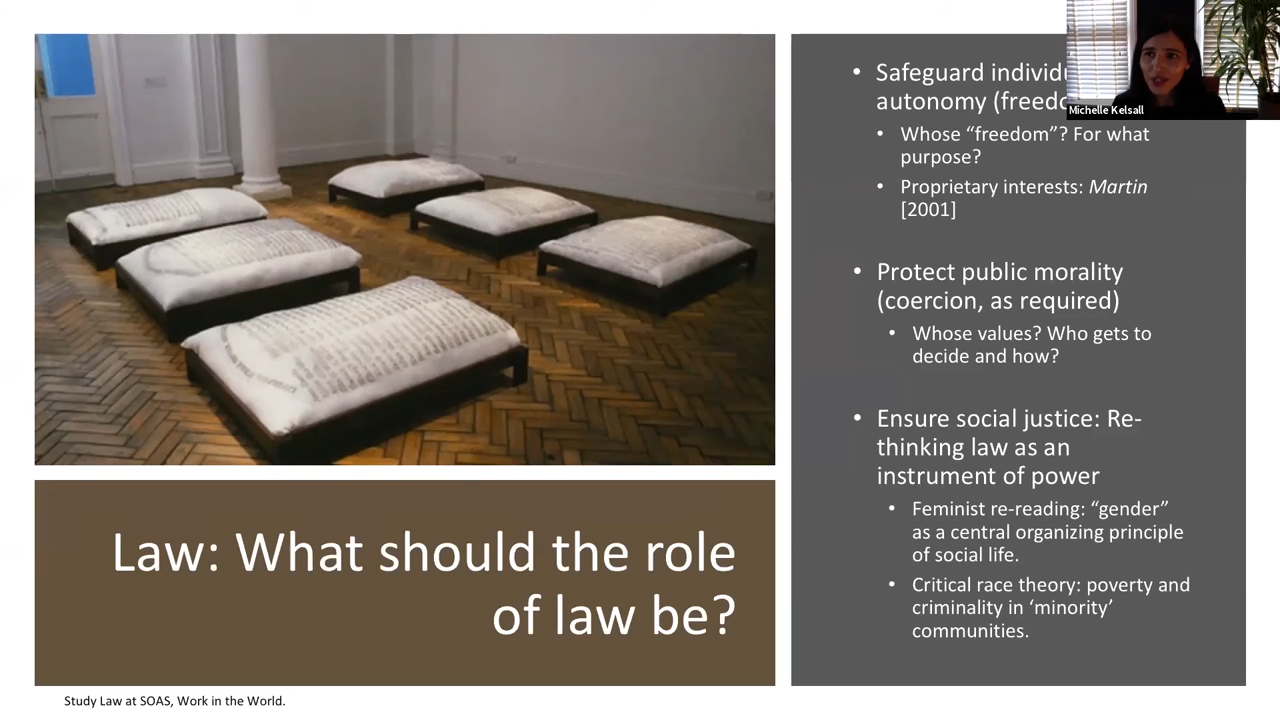 Safeguard
autonomy
Michelle Kelsall
Whose “freedom”? For what
purpose?
Proprietary interests: Martin
[2001]
Protect public morality
(coercion, as required)
Whose values? Who gets to
decide and how?
Ensure social justice: Re-
thinking law as an
instrument of power
Feminist re-reading: “gender”
as a central organizing principle
of social life.
Critical race theory: poverty and
criminality in ‘minority’
communities.
Law: What should the role
of law be?
Study Law at SOAS, Work in the World.